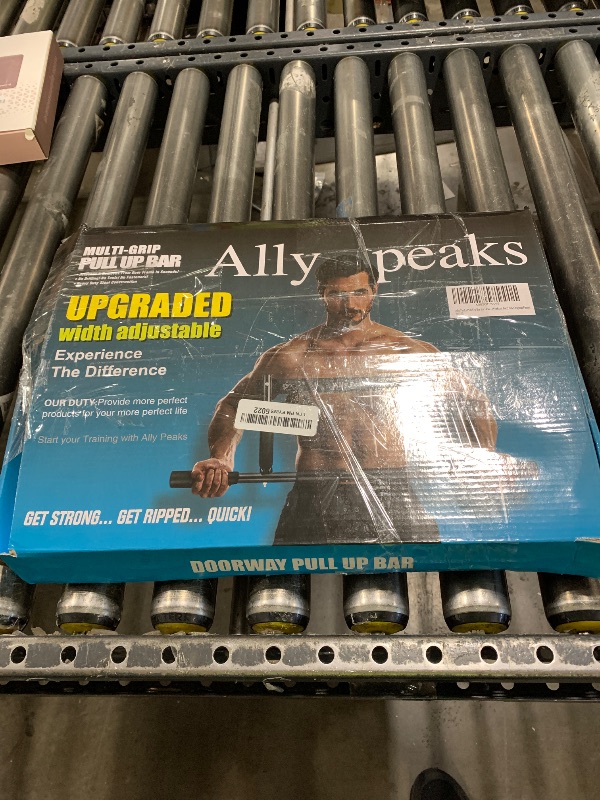 MULTI-GRIP
PULL UP BAR
Ally peaks
UPGRADED
width adjustable
Experience
The Difference
OUR DUTY:Provide more perfect
products for your more perfect life
Start your Training with Ally Peaks
GET STRONG... GET RIPPED... QUICK!
DOORWAY PULL UP BAR